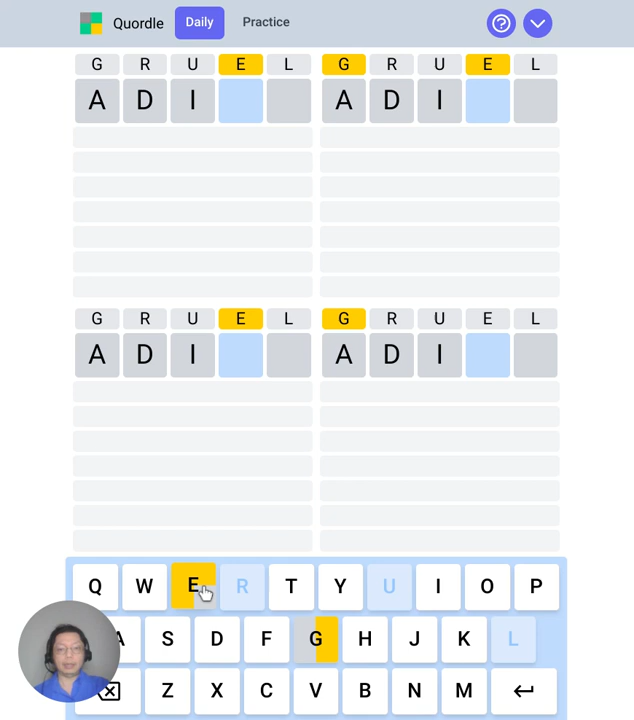 Quordle Daily Practice
G R U E L G R U E L
A D I A D I
G R U E L G R U E L
A D I A D I
Q W E R T Y U I O P
A S D F G H J K L
Z X C V B N M